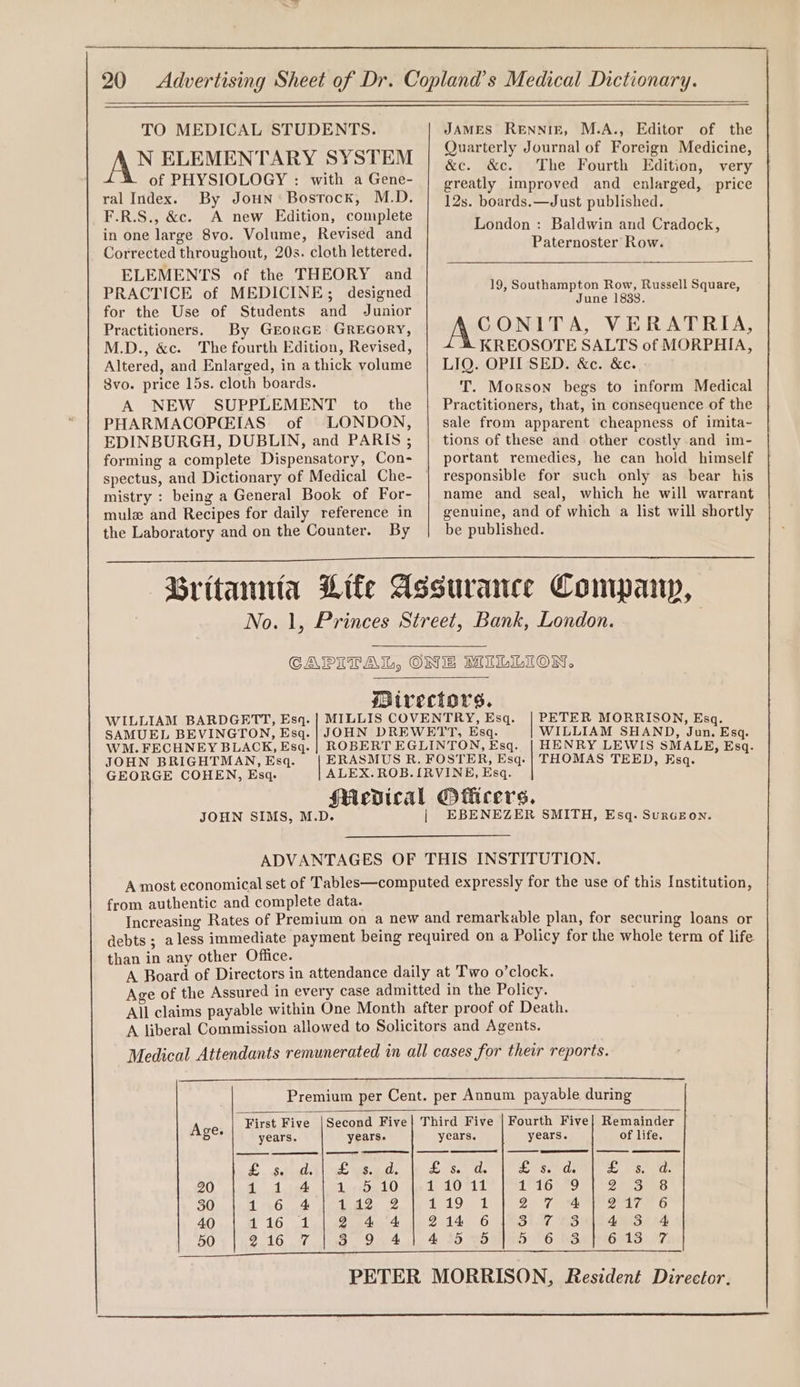 20 Advertising Sheet of Dr. Copland's Medical Dictionary.
TO MEDICAL STUDENTS.
AN ELEMENTARY SYSTEM
of PHYSIOLOGY : with a Gene-
ral Index. By JOHN BOSTOCK, M.D.
F.R.S., &c. A new Edition, complete
in one large 8vo. Volume, Revised and
Corrected throughout, 20s. cloth lettered.
ELEMENTS of the THEORY and
PRACTICE of MEDICINE; designed
for the Use of Students and Junior
Practitioners. By GEORGE GREGORY,
M.D., &c. The fourth Edition, Revised,
Altered, and Enlarged, in a thick volume
8vo. price 15s. cloth boards.
A NEW SUPPLEMENT to the
PHARMACOPŒIAS of LONDON,
EDINBURGH, DUBLIN, and PARIS ;
forming a complete Dispensatory, Con-
spectus, and Dictionary of Medical Che-
mistry : being a General Book of For-
mulæ and Recipes for daily reference in
the Laboratory and on the Counter. By
JAMES RENNIE, M.A., Editor of the
Quarterly Journal of Foreign Medicine,
&c. &c. The Fourth Edition, very
greatly improved and enlarged, price
12s. boards.—Just published.
London : Baldwin and Cradock,
Paternoster Row.
19, Southampton Row, Russell Square,
June 1838.
ACONITA, VERATRIA,
KREOSOTE SALTS of MORPHIA,
LIQ. OPII SED. &c. &c.
T. Morson begs to inform Medical
Practitioners, that, in consequence of the
sale from apparent cheapness of imita-
tions of these and other costly and im-
portant remedies, he can hold himself
responsible for such only as bear his
name and seal, which he will warrant
genuine, and of which a list will shortly
be published.
Britannia Life Assurance Company,
No. 1, Princes Street, Bank, London.
CAPITAL, ONE MILLION.
Directors.
WILLIAM BARDGETT, Esq. | MILLIS COVENTRY, Esq. | PETER MORRISON, Esq.
SAMUEL BEVINGTON, Esq. | JOHN DREWETT, Esq. | WILLIAM SHAND, Jun. Esq.
WM. FECHNEY BLACK, Esq. | ROBERT EGLINTON, Esq. | HENRY LEWIS SMALE, Esq.
JOHN BRIGHTMAN, Esq. | ERASMUS R. FOSTER, Esq. | THOMAS TEED, Esq.
GEORGE COHEN, Esq. | ALEX. ROB. IRVINE, Esq. |
Medical Officers.
JOHN SIMS, M.D. | EBENEZER SMITH, Esq. SURGEON.
ADVANTAGES OF THIS INSTITUTION.
A most economical set of Tables—computed expressly for the use of this Institution,
from authentic and complete data.
Increasing Rates of Premium on a new and remarkable plan, for securing loans or
debts ; a less immediate payment being required on a Policy for the whole term of life
than in any other Office.
A Board of Directors in attendance daily at Two o'clock.
Age of the Assured in every case admitted in the Policy.
All claims payable within One Month after proof of Death.
A liberal Commission allowed to Solicitors and Agents.
Medical Attendants remunerated in all cases for their reports.
Premium per Cent. per Annum payable during
Age. | First Five years. | Second Five years. | Third Five years. | Fourth Five years. | Remainder of life.
£ s. d. | £ s. d. | £ s. d. | £ s. d. | £ s. d.
20 | 1 1 4 | 1 5 10 | 1 10 11 | 1 16 9 | 2 3 8
30 | 1 6 4 | 1 12 2 | 1 19 1 | 2 7 4 | 2 17 6
40 | 1 16 1 | 2 4 4 | 2 14 6 | 3 7 3 | 4 3 4
50 | 2 16 7 | 3 9 4 | 4 5 5 | 5 6 3 | 6 13 7
PETER MORRISON, Resident Director.